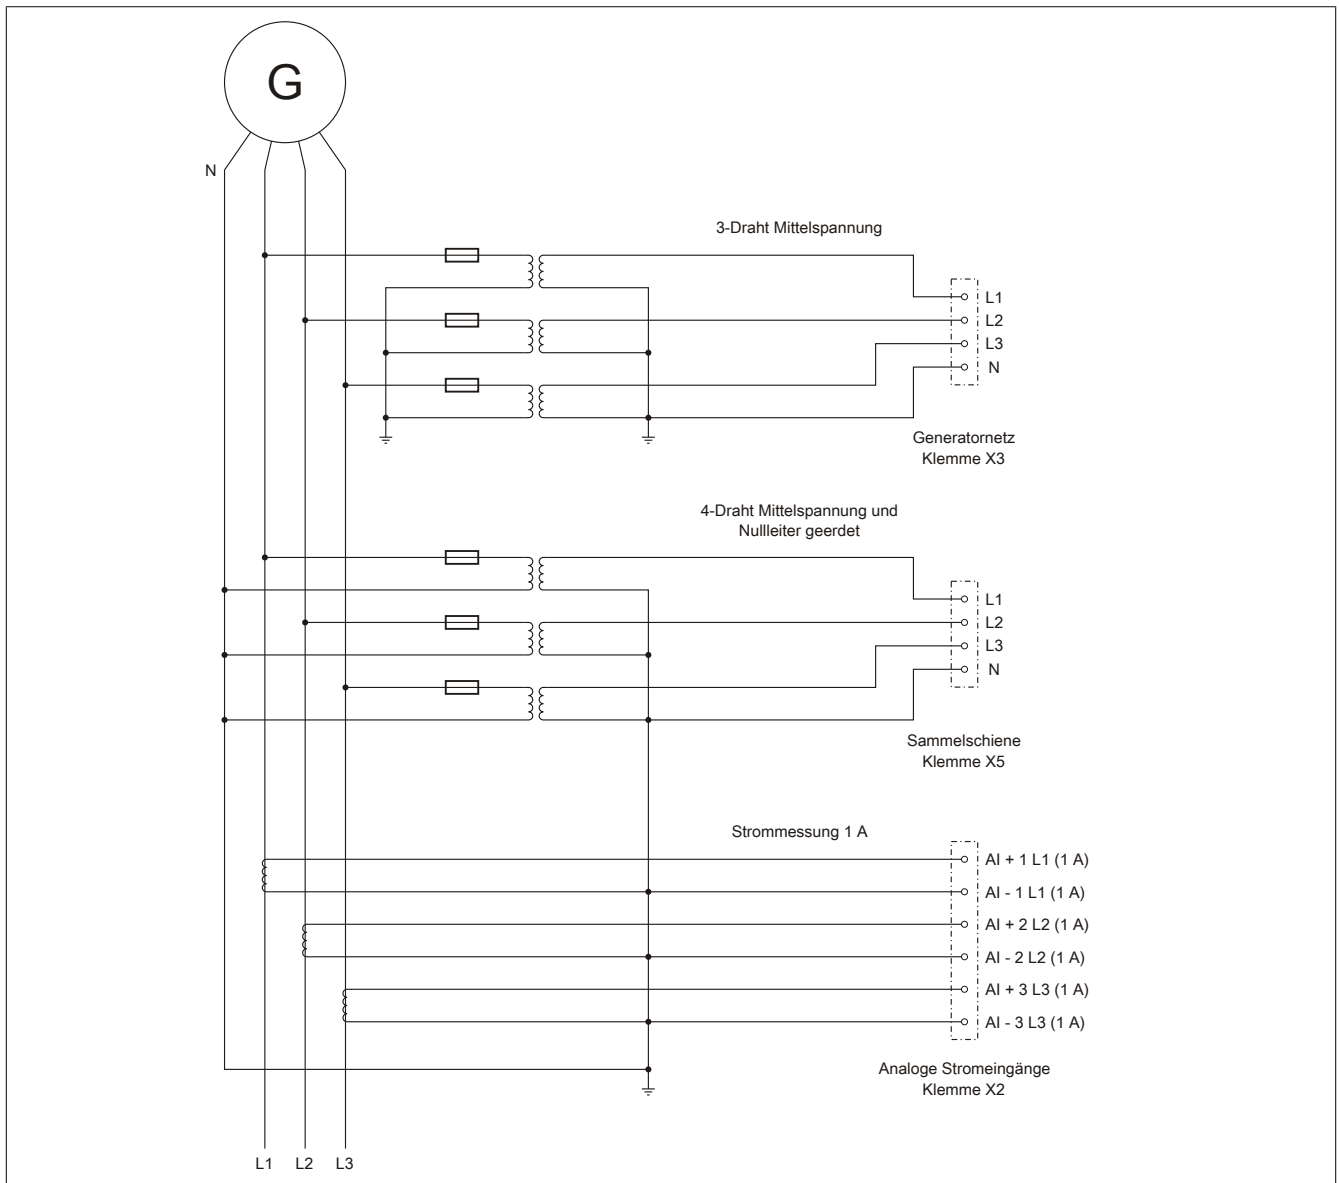 G
N
3-Draht Mittelspannung
L1
L2
L3
N
Generatornetz
Klemme X3
4-Draht Mittelspannung und
Nullleiter geerdet
L1
L2
L3
N
Sammelschiene
Klemme X5
Strommessung 1 A
AI + 1 L1 (1 A)
AI - 1 L1 (1 A)
AI + 2 L2 (1 A)
AI - 2 L2 (1 A)
AI + 3 L3 (1 A)
AI - 3 L3 (1 A)
Analoge Stromeingänge
Klemme X2
L1 L2 L3